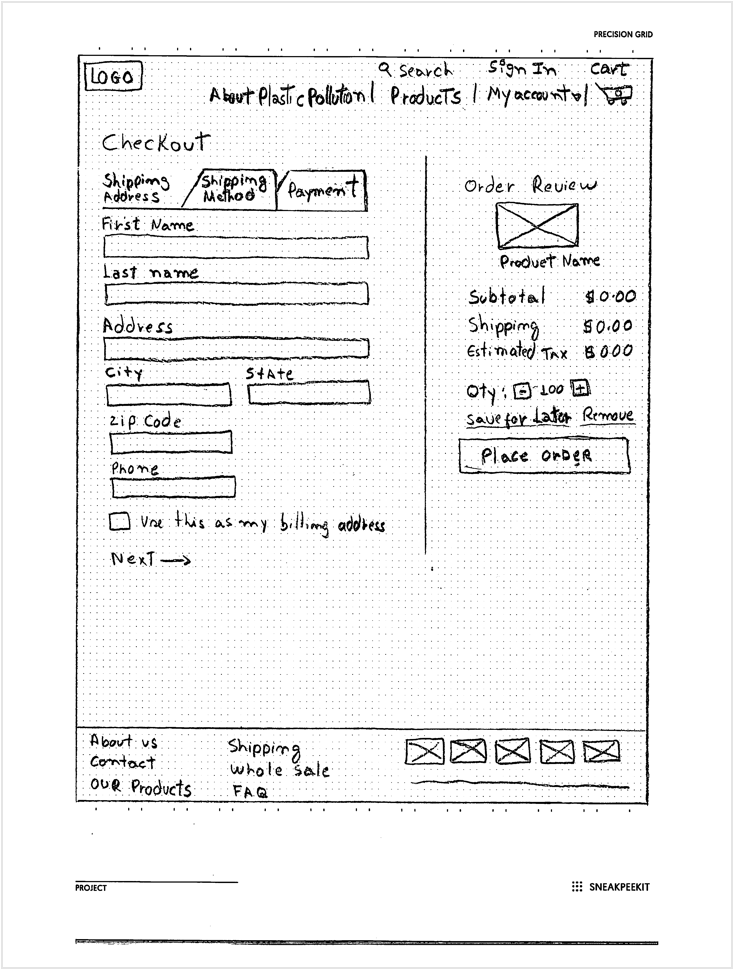 PRECISION GRID
LOGO
Search Sign In Cart
About Plastic Pollution | Products | My account |
Checkout
Shipping Address
Shipping Method
Payment
First Name
Last name
Address
City State
Zip Code
Phone
Use this as my billing address
Next →
Order Review
Product Name
Subtotal $0.00
Shipping $0.00
Estimated Tax $0.00
Qty: - 100 +
Save for Later Remove
Place ORDER
About us
Contact
OUR Products
Shipping
Whole Sale
FAQ
PROJECT
SNEAKPEEKIT